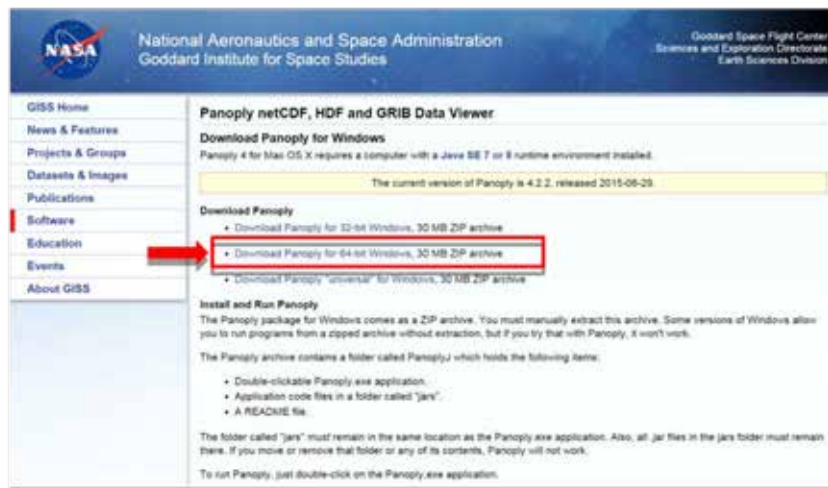 NASA
National Aeronautics and Space Administration
Goddard Institute for Space Studies
Goddard Space Flight Center
Sciences and Exploration Directorate
Earth Sciences Division
GISS Home
News & Features
Projects & Groups
Datasets & Images
Publications
Software
Education
Events
About GISS
Panoply netCDF, HDF and GRIB Data Viewer
Download Panoply for Windows
Panoply 4 for Mac OS X requires a computer with a Java SE 7 or 8 runtime environment installed.
The current version of Panoply is 4.2.2, released 2015-06-29.
Download Panoply
• Download Panoply for 32-bit Windows, 30 MB ZIP archive
• Download Panoply for 64-bit Windows, 30 MB ZIP archive
• Download Panoply "universal" for Windows, 30 MB ZIP archive
Install and Run Panoply
The Panoply package for Windows comes as a ZIP archive. You must manually extract this archive. Some versions of Windows allow
you to run programs from a zipped archive without extraction, but if you try that with Panoply, it won't work.
The Panoply archive contains a folder called PanoplyJ which holds the following items:
• Double-clickable Panoply.exe application.
• Application code files in a folder called "jars".
• A README file.
The folder called "jars" must remain in the same location as the Panoply.exe application. Also, all .jar files in the jars folder must remain
there. If you move or remove that folder or any of its contents, Panoply will not work.
To run Panoply, just double-click on the Panoply.exe application.